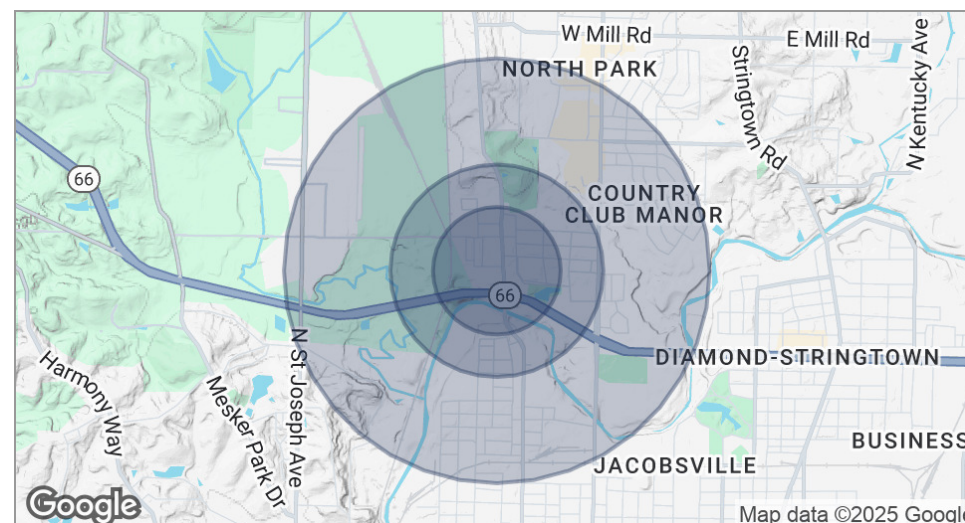 W Mill Rd
E Mill Rd
NORTH PARK
Stringtown Rd
N Kentucky Ave
66
COUNTRY
CLUB MANOR
66
N St Joseph Ave
DIAMOND-STRINGTOWN
Harmony Way
Mesker Park Dr
BUSINESS
JACOBSVILLE
Google
Map data ©2025 Google